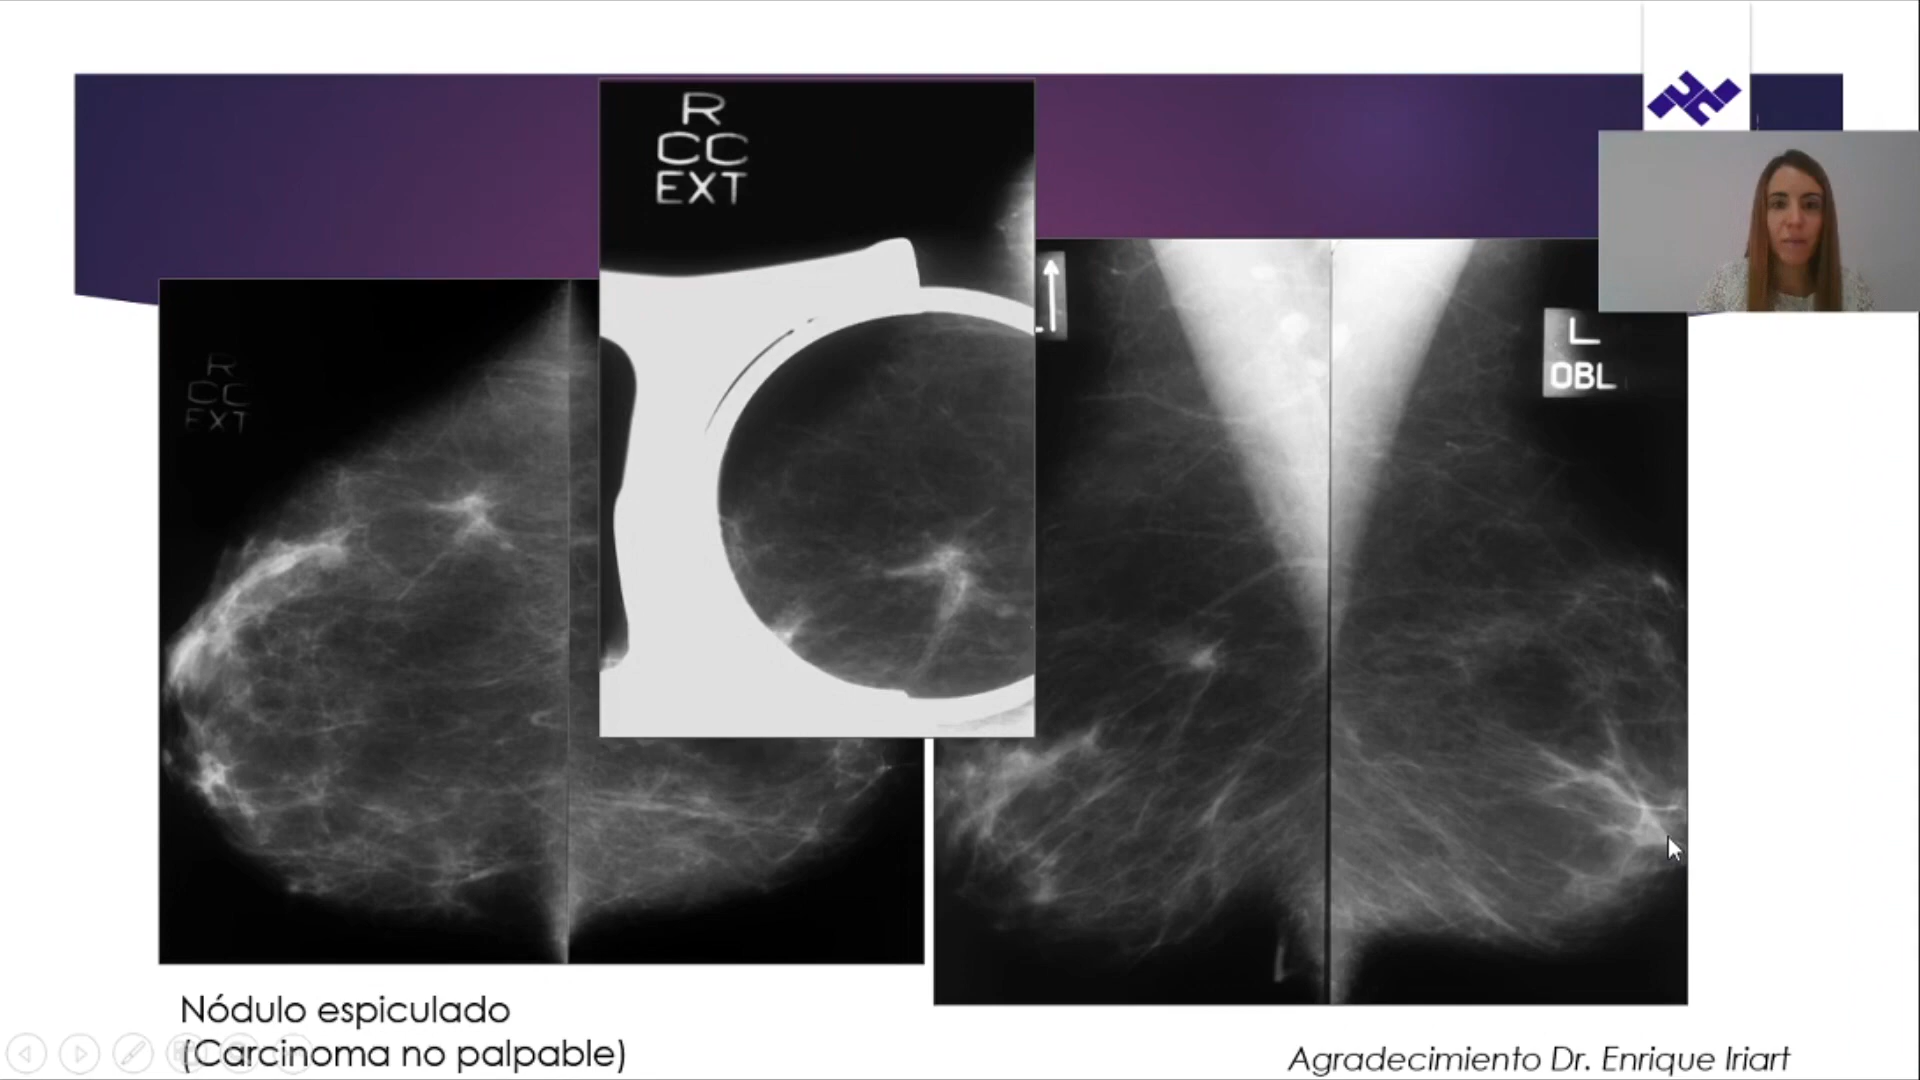 R
CC
EXT
R
CC
EXT
L
OBL
Nódulo espiculado
(Carcinoma no palpable)
Agradecimiento Dr. Enrique Iriart